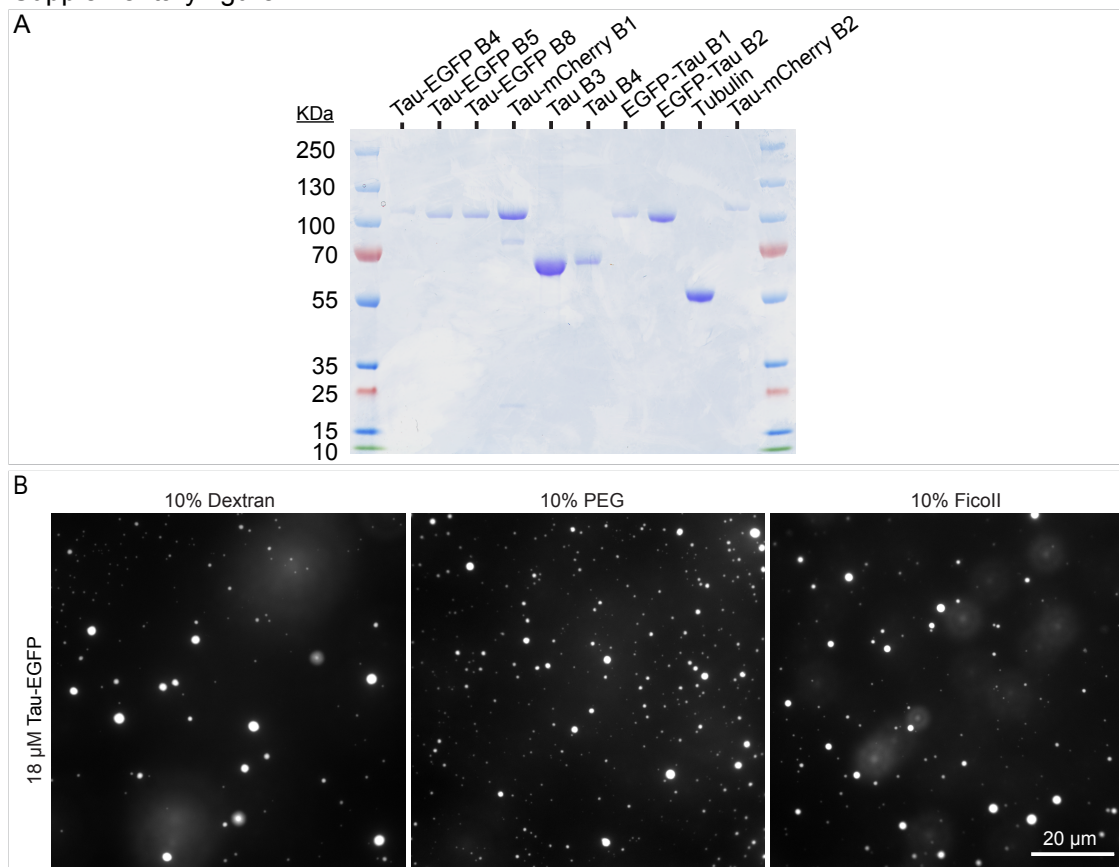 A
Tau-EGFP B4
Tau-EGFP B5
Tau-EGFP B8
Tau-mCherry B1
Tau B3
Tau B4
EGFP-Tau B1
EGFP-Tau B2
Tubulin
Tau-mCherry B2
KDa
250
130
100
70
55
35
25
15
10
B
10% Dextran
10% PEG
10% Ficoll
18 µM Tau-EGFP
20 µm